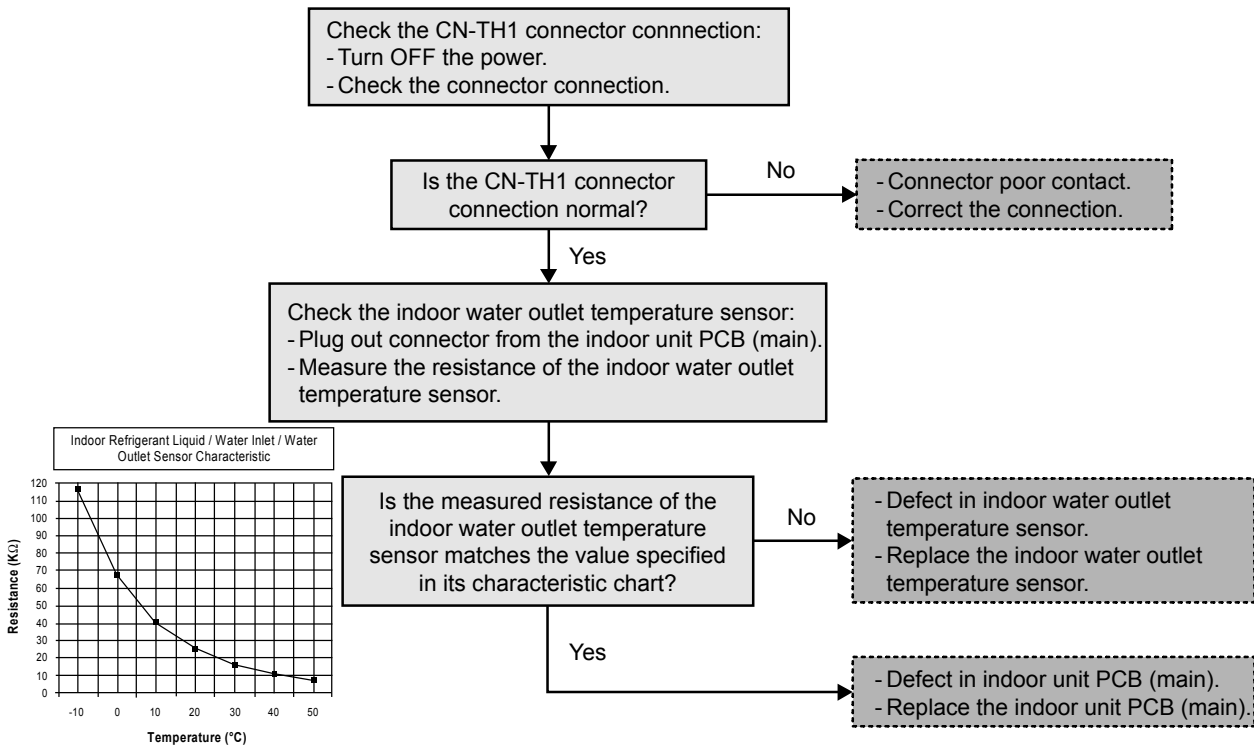 Check the CN-TH1 connector connnection:
- Turn OFF the power.
- Check the connector connection.
Is the CN-TH1 connector
connection normal?
No
- Connector poor contact.
- Correct the connection.
Yes
Check the indoor water outlet temperature sensor:
- Plug out connector from the indoor unit PCB (main).
- Measure the resistance of the indoor water outlet
temperature sensor.
Indoor Refrigerant Liquid / Water Inlet / Water
Outlet Sensor Characteristic
Resistance (KΩ)
120
110
100
90
80
70
60
50
40
30
20
10
0
-10 0 10 20 30 40 50
Temperature (°C)
Is the measured resistance of the
indoor water outlet temperature
sensor matches the value specified
in its characteristic chart?
No
- Defect in indoor water outlet
temperature sensor.
- Replace the indoor water outlet
temperature sensor.
Yes
- Defect in indoor unit PCB (main).
- Replace the indoor unit PCB (main).